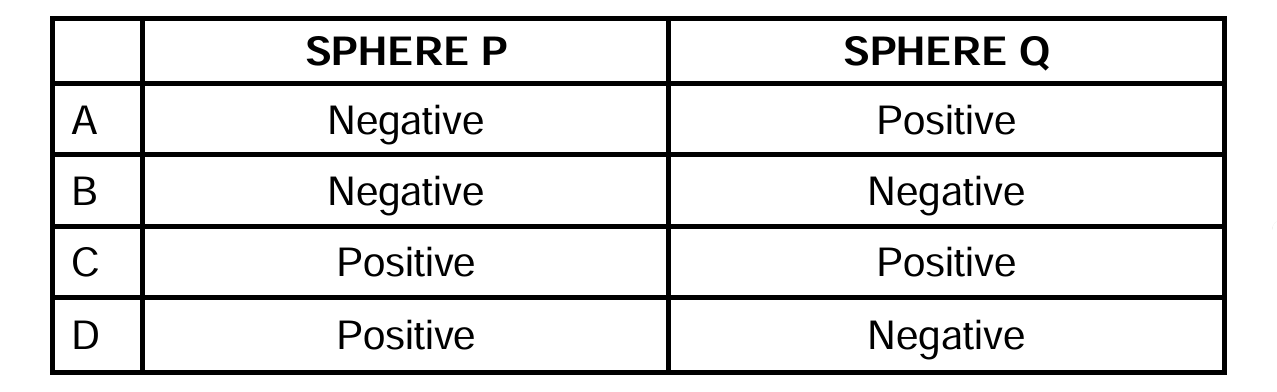 SPHERE P SPHERE Q
A Negative Positive
B Negative Negative
C Positive Positive
D Positive Negative